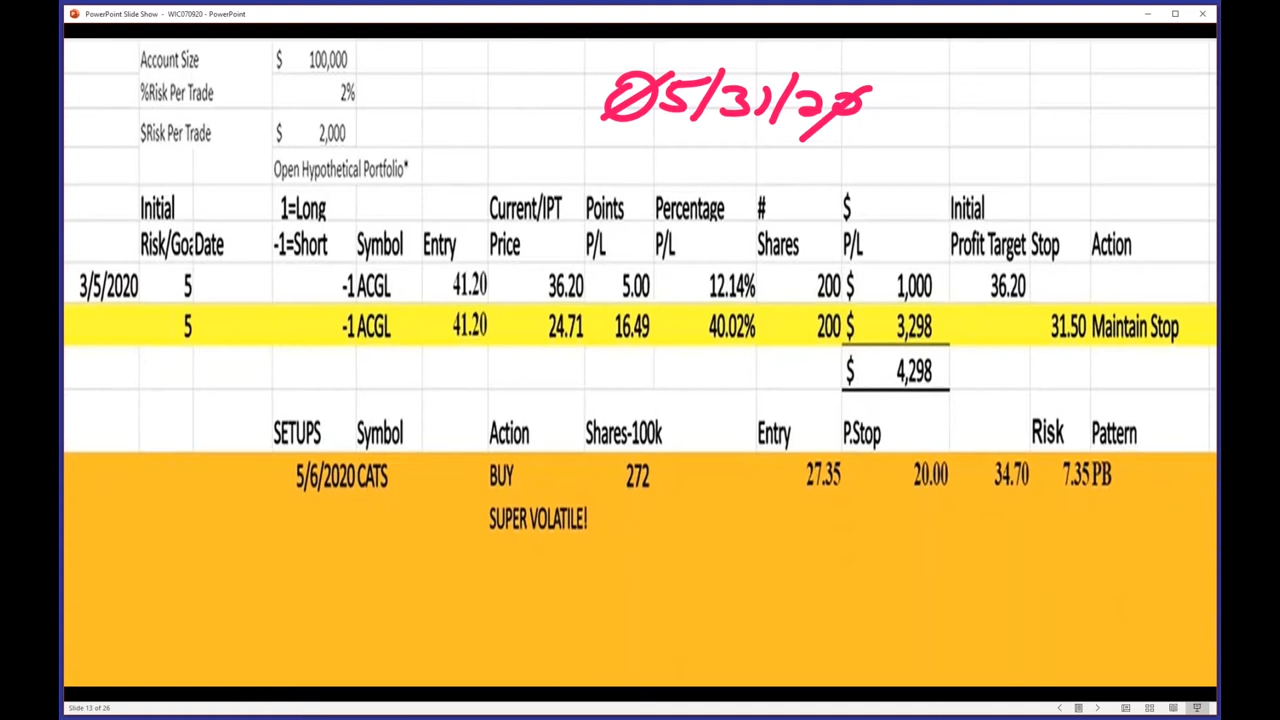 PowerPoint Slide Show - WIC070920 - PowerPoint
Account Size $ 100,000
05/31/20
%Risk Per Trade 2%
$Risk Per Trade $ 2,000
Open Hypothetical Portfolio*
Initial 1=Long Current/IPT Points Percentage # $ Initial
Risk/Goa Date -1=Short Symbol Entry Price P/L P/L Shares P/L Profit Target Stop Action
3/5/2020 5 -1 ACGL 41.20 36.20 5.00 12.14% 200 $ 1,000 36.20
5 -1 ACGL 41.20 24.71 16.49 40.02% 200 $ 3,298 31.50 Maintain Stop
$ 4,298
SETUPS Symbol Action Shares-100k Entry P.Stop Risk Pattern
5/6/2020 CATS BUY 272 27.35 20.00 34.70 7.35 PB
SUPER VOLATILE!
Slide 13 of 26